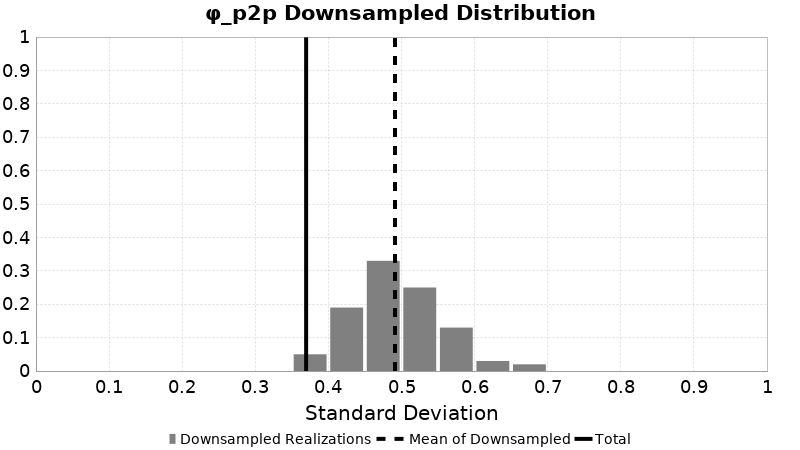 φ_p2p Downsampled Distribution
1
0.9
0.8
0.7
0.6
0.5
0.4
0.3
0.2
0.1
0
0 0.1 0.2 0.3 0.4 0.5 0.6 0.7 0.8 0.9 1
Standard Deviation
Downsampled Realizations Mean of Downsampled Total